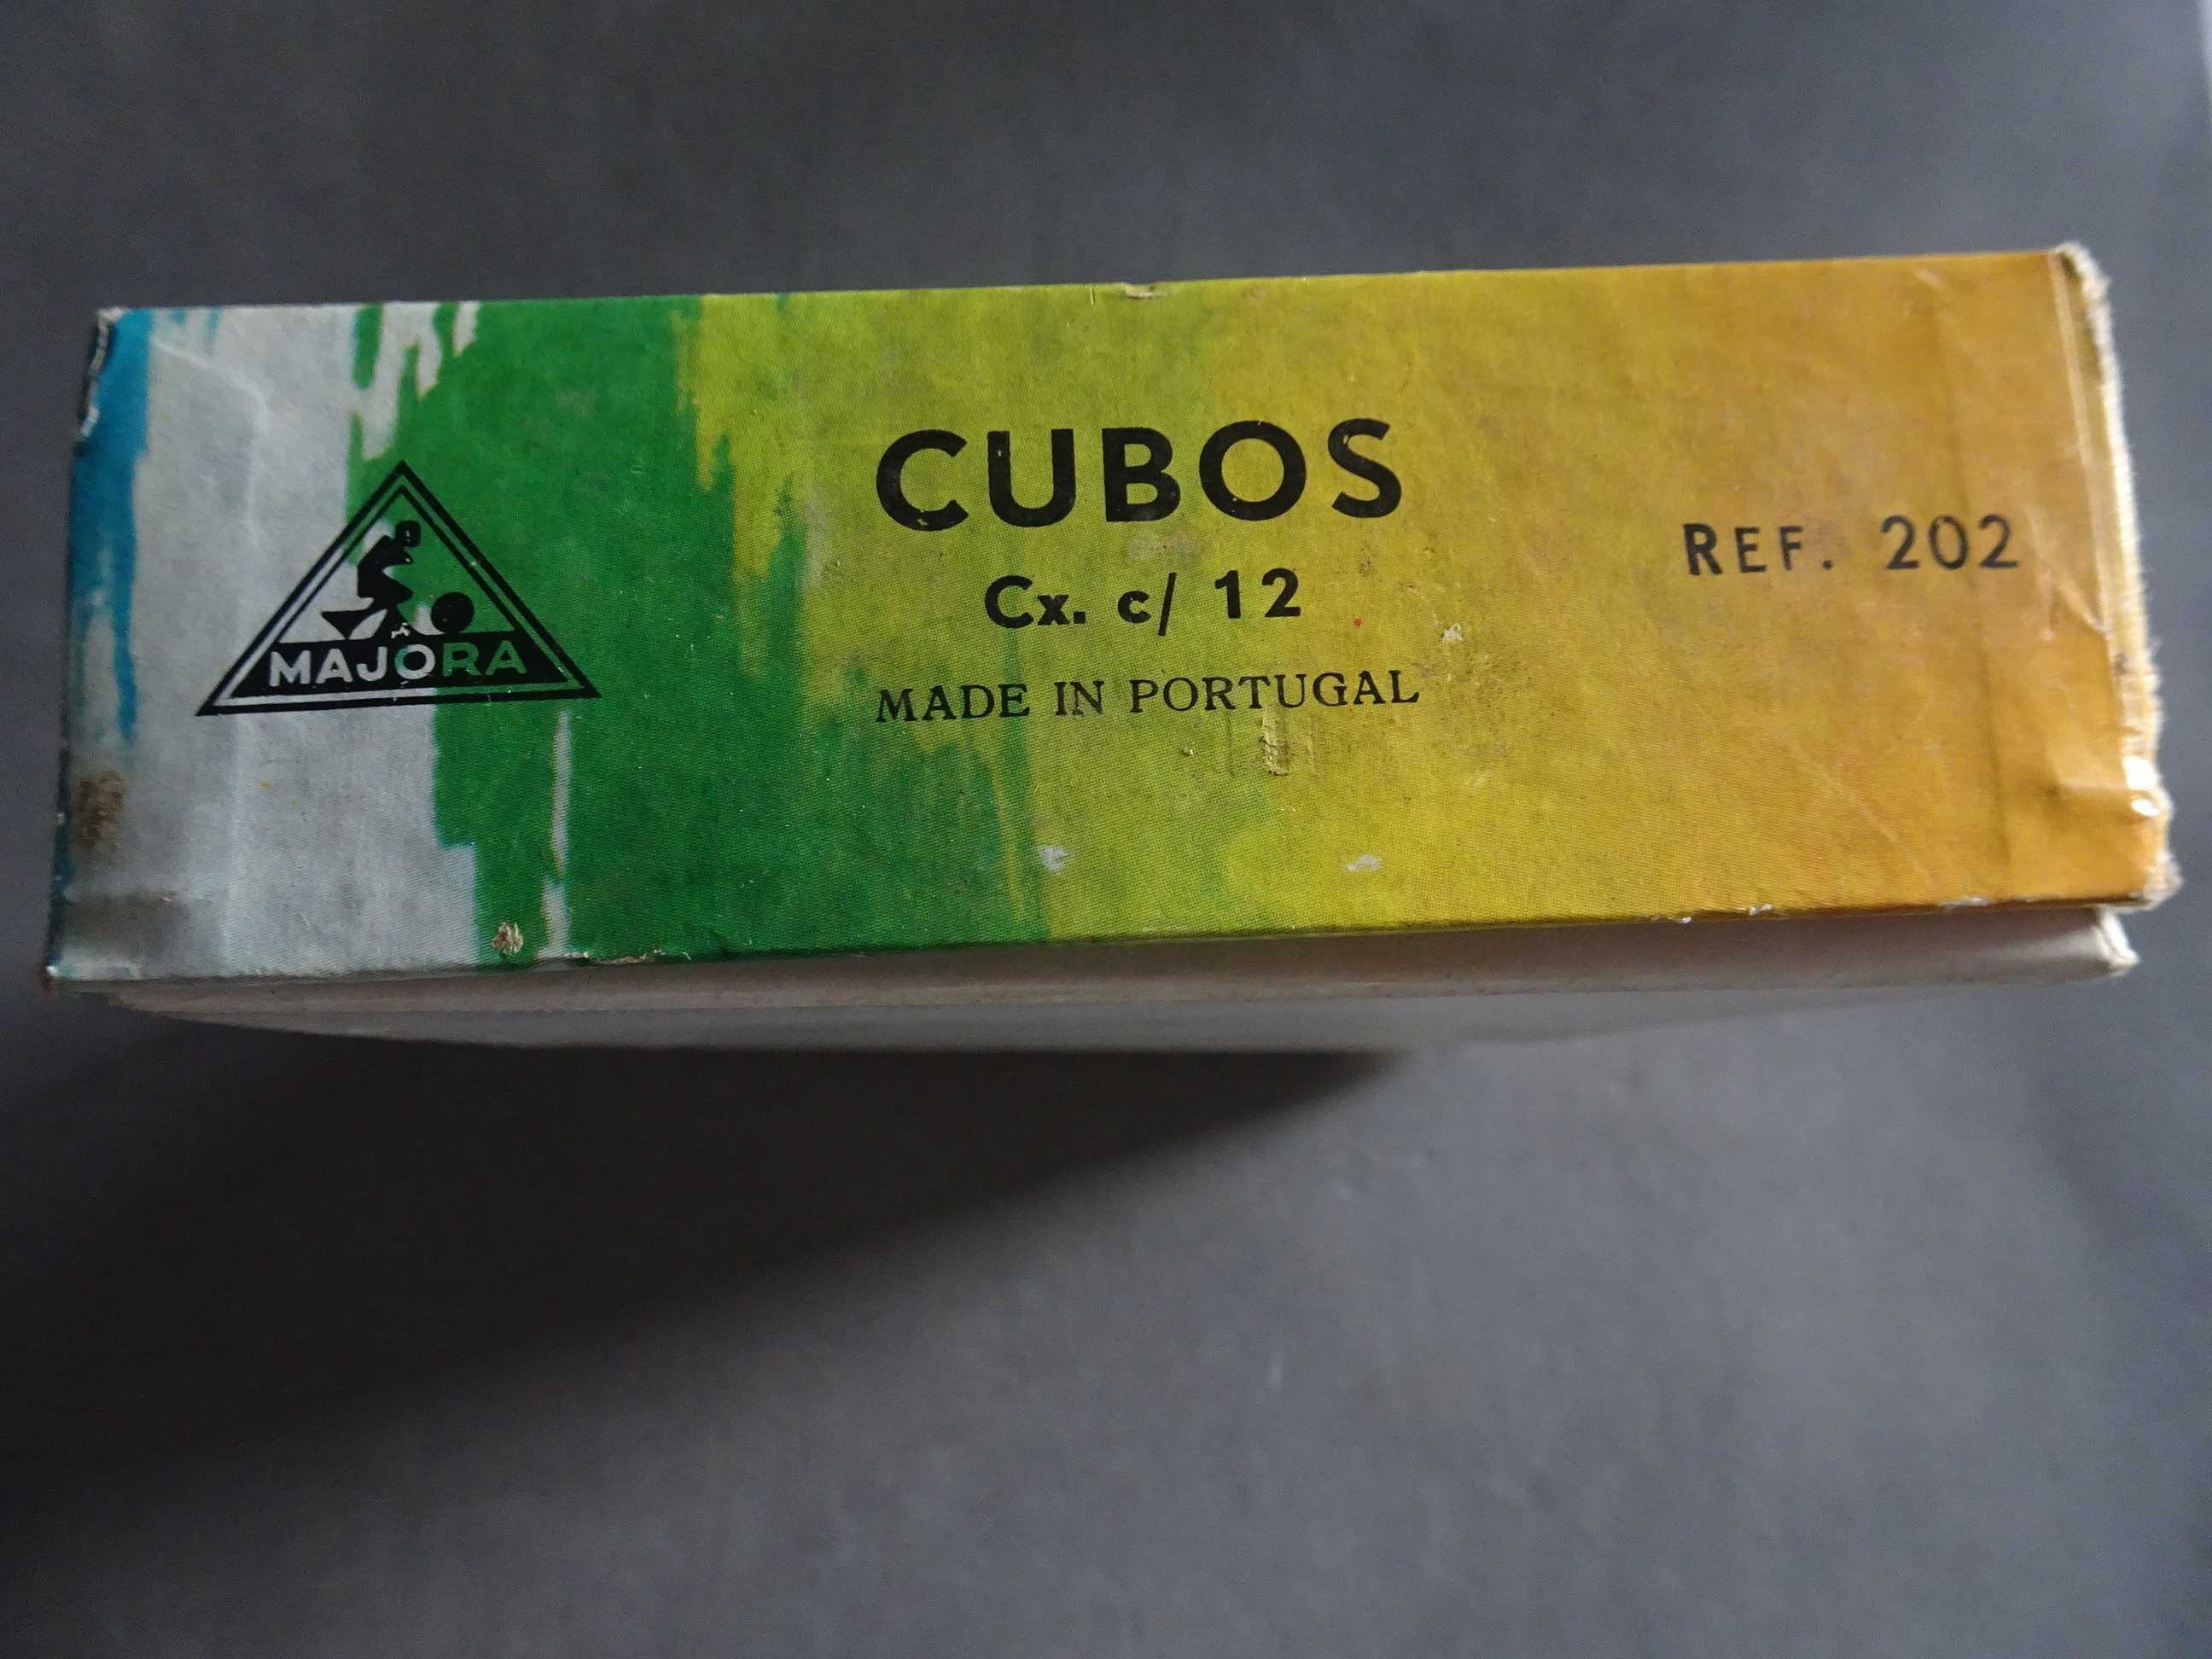 MAJORA
CUBOS
Cx. c/ 12
MADE IN PORTUGAL
REF. 202